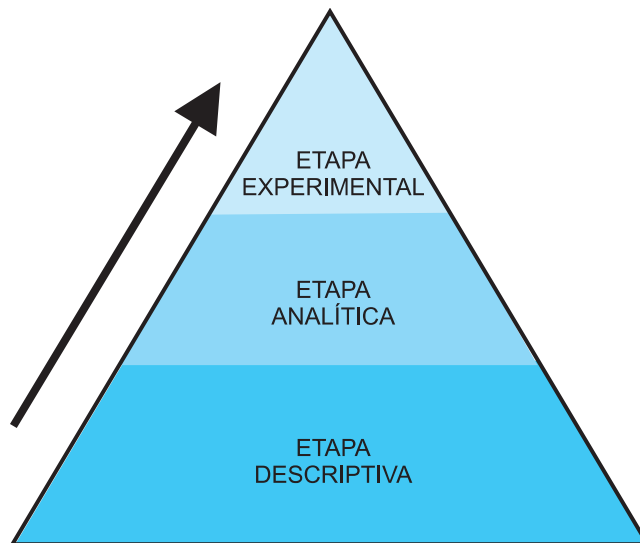 ETAPA
EXPERIMENTAL
ETAPA
ANALÍTICA
ETAPA
DESCRIPTIVA